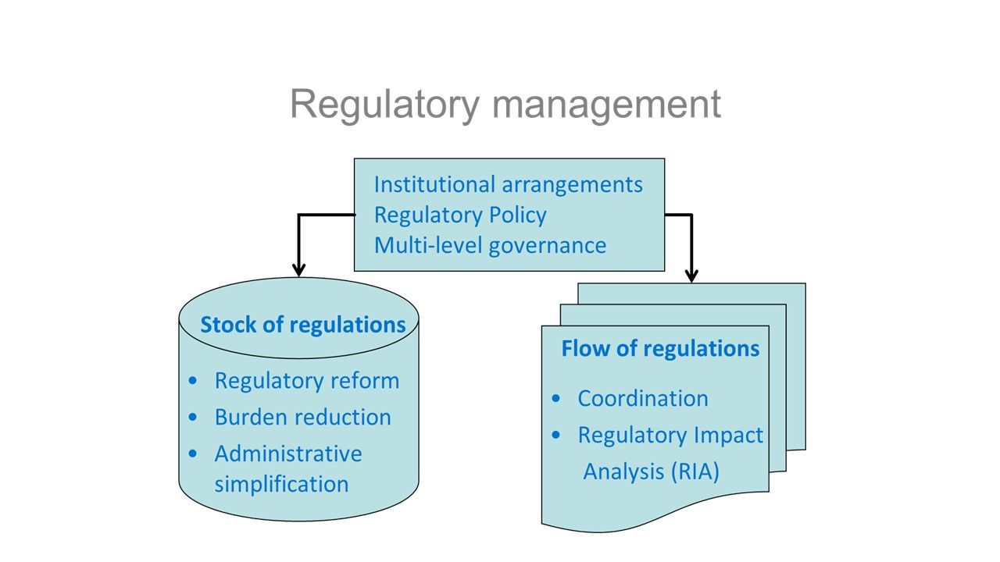 Regulatory management
Institutional arrangements
Regulatory Policy
Multi-level governance
Stock of regulations
• Regulatory reform
• Burden reduction
• Administrative
simplification
Flow of regulations
• Coordination
• Regulatory Impact
Analysis (RIA)